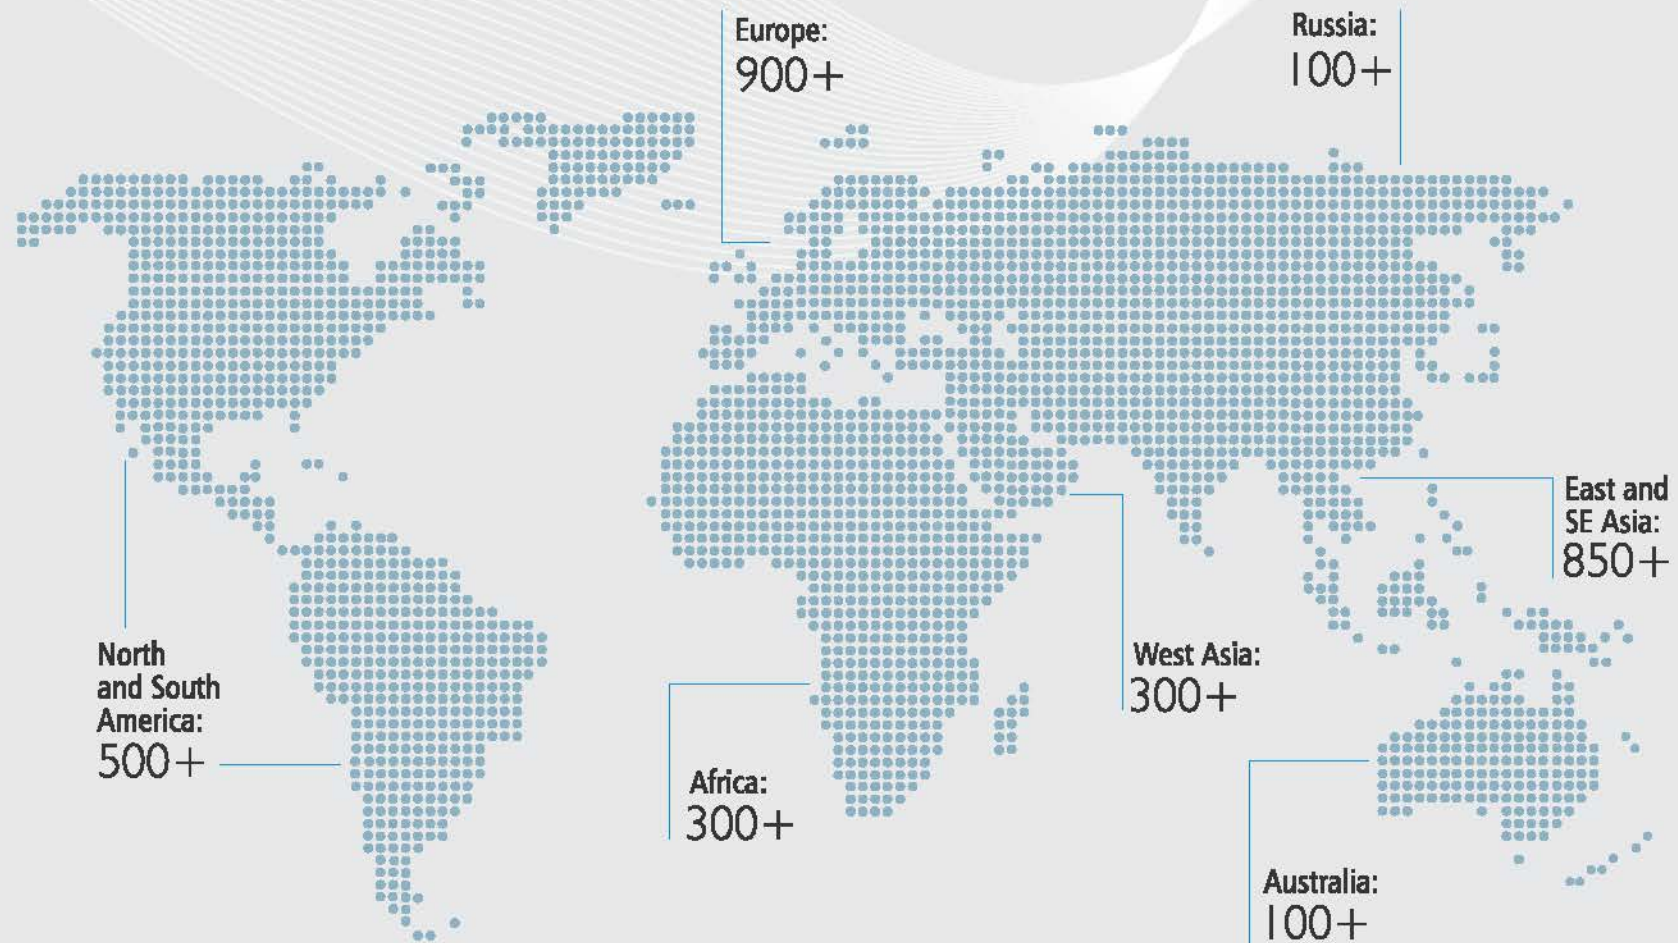 Europe:
900+
Russia:
100+
East and
SE Asia:
850+
North
and South
America:
500+
West Asia:
300+
Africa:
300+
Australia:
100+